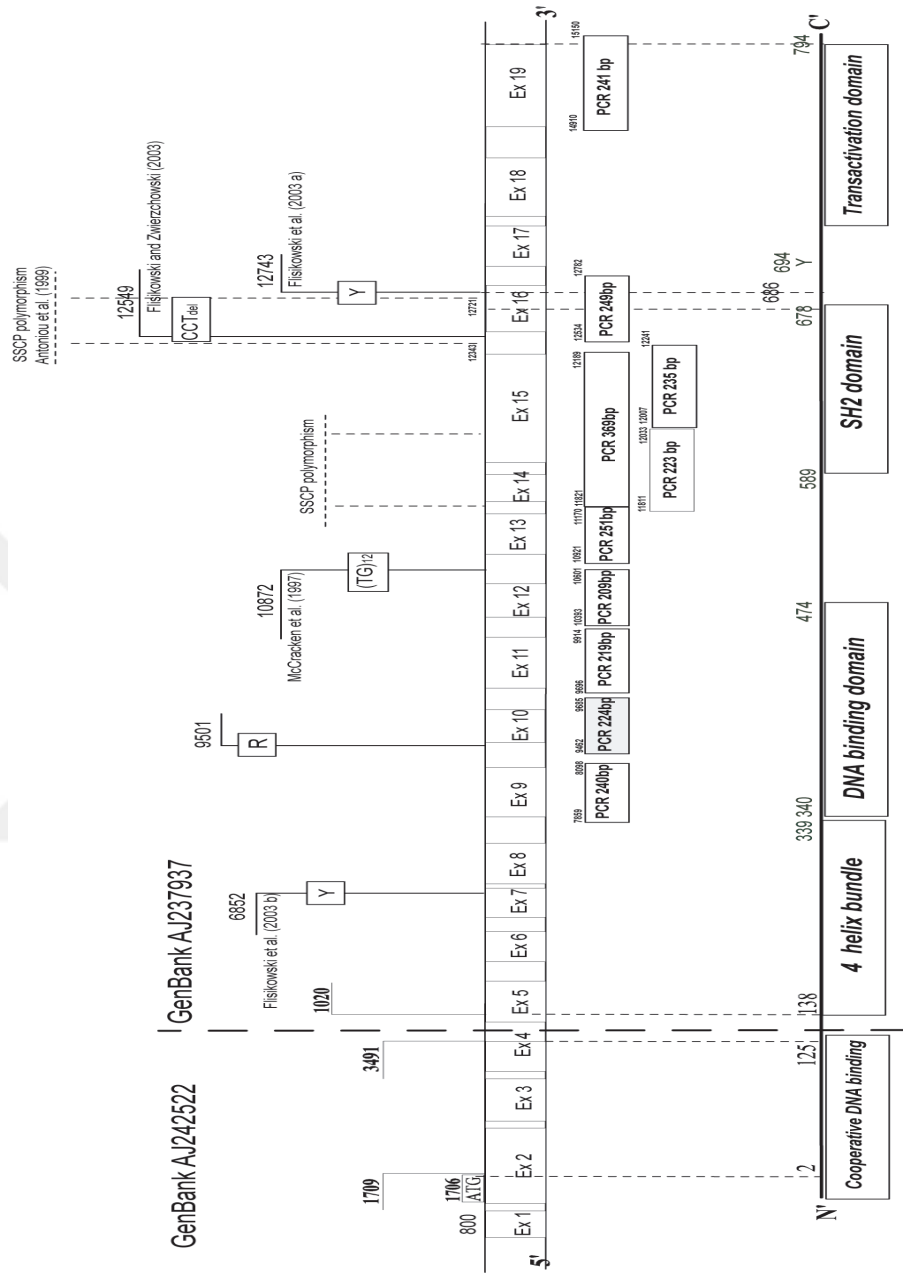 GenBank AJ242522
GenBank AJ237937
SSCP polymorphism
Antoniou et al. (1999)
12549
Flisikowski and Zwierzchowski (2003)
CCTdel
12743
Flisikowski et al. (2003 a)
Y
SSCP polymorphism
10872
McCracken et al. (1997)
(TG)12
9501
R
6852
Flisikowski et al. (2003 b)
Y
1020
3491
1709
1706
ATG
800
12343I
12721I
5'
Ex 1
Ex 2
Ex 3
Ex 4
Ex 5
Ex 6
Ex 7
Ex 8
Ex 9
Ex 10
Ex 11
Ex 12
Ex 13
Ex 14
Ex 15
Ex 16
Ex 17
Ex 18
Ex 19
3'
7859 8098
PCR 240bp
9462 9685
PCR 224bp
9696 9914
PCR 219bp
10393 10601
PCR 209bp
10921 11170
PCR 251bp
11821 12189
PCR 369bp
12534 12782
PCR 249bp
14910 15150
PCR 241 bp
11811 12033
PCR 223 bp
12007 12241
PCR 235 bp
N'
2
125
138
339 340
474
589
678
686
694
Y
794
C'
Cooperative DNA binding
4 helix bundle
DNA binding domain
SH2 domain
Transactivation domain